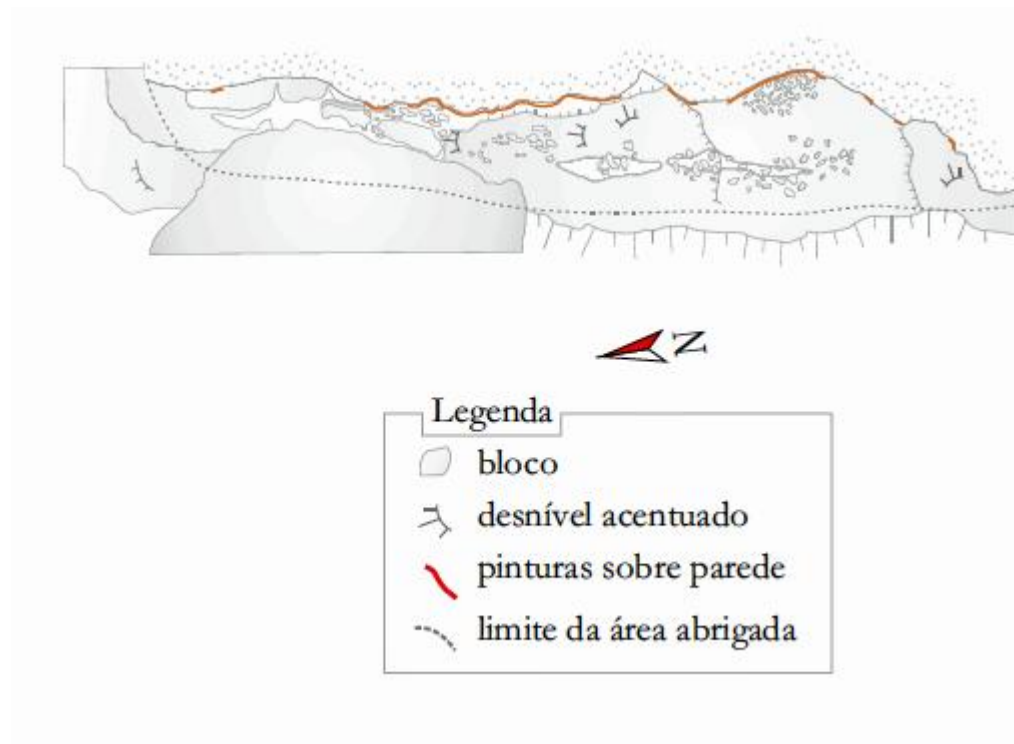 N
Legenda
bloco
desnível acentuado
pinturas sobre parede
limite da área abrigada